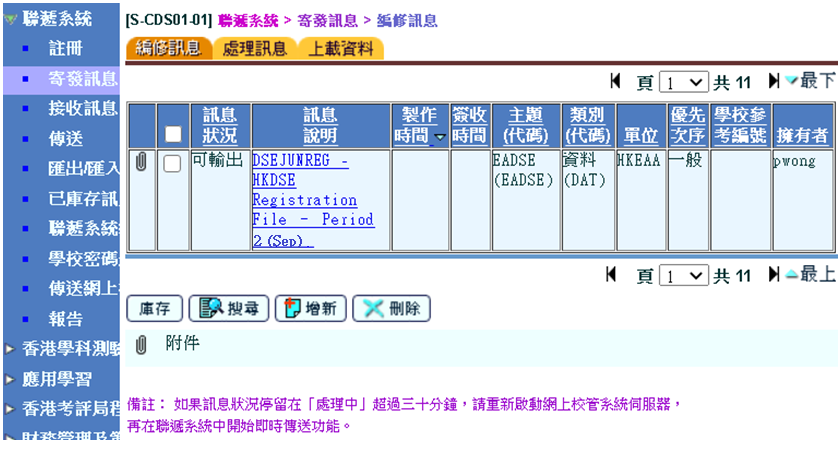 聯遞系統
註冊
寄發訊息
接收訊息
傳送
匯出/匯入
已庫存訊
聯遞系統
學校密碼
傳送網上
報告
香港學科測驗
應用學習
香港考評局程
財務管理及
[S-CDS01-01] 聯遞系統 > 寄發訊息 > 編修訊息
編修訊息 處理訊息 上載資料
頁 1 共 11 最下
訊息狀況 訊息說明 製作時間 簽收時間 主題(代碼) 類別(代碼) 單位 優先次序 學校參考編號 擁有者
可輸出 DSEJUNREG - EADSE 資料 HKEAA 一般 pwong
HKDSE (EADSE) (DAT)
Registration
File - Period
2 (Sep)
頁 1 共 11 最上
庫存 搜尋 增新 刪除
附件
備註： 如果訊息狀況停留在「處理中」超過三十分鐘，請重新啟動網上校管系統伺服器，
再在聯遞系統中開始即時傳送功能。